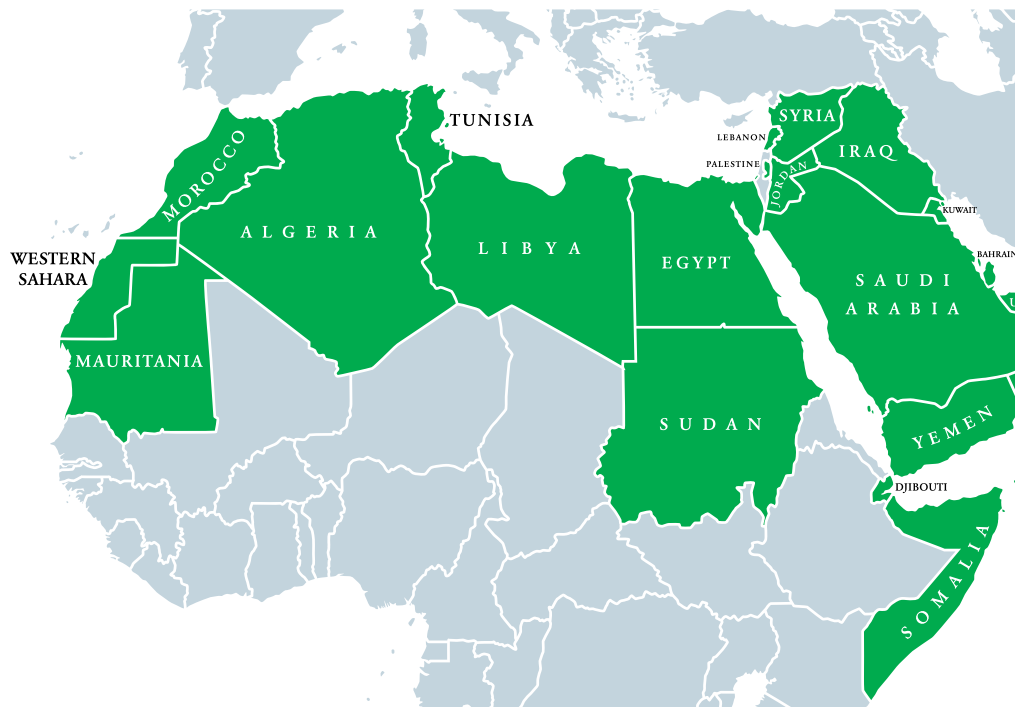 TUNISIA
SYRIA
LEBANON
IRAQ
PALESTINE
JORDAN
MOROCCO
KUWAIT
ALGERIA
LIBYA
EGYPT
BAHRAIN
WESTERN
SAHARA
SAUDI
ARABIA
U
MAURITANIA
SUDAN
YEMEN
DJIBOUTI
SOMALIA